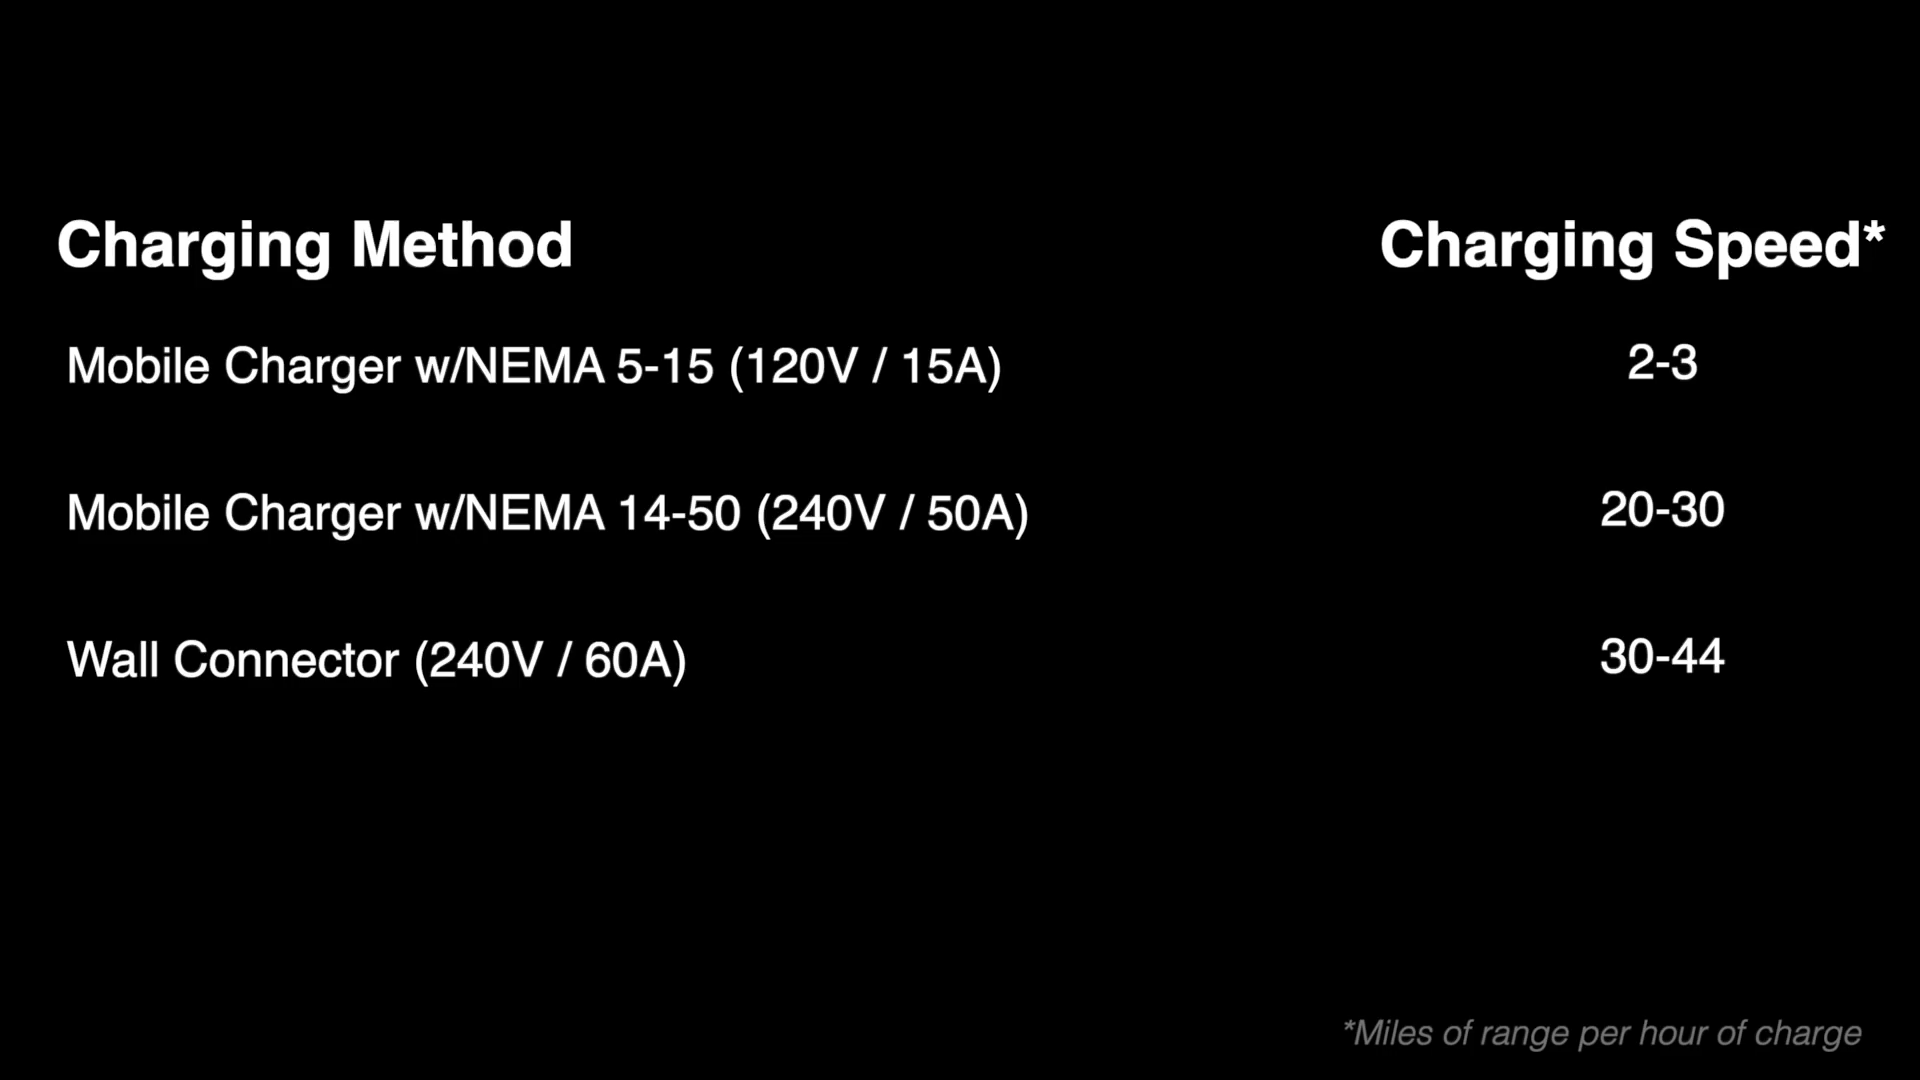 Charging Method Charging Speed*
Mobile Charger w/NEMA 5-15 (120V / 15A) 2-3
Mobile Charger w/NEMA 14-50 (240V / 50A) 20-30
Wall Connector (240V / 60A) 30-44
*Miles of range per hour of charge